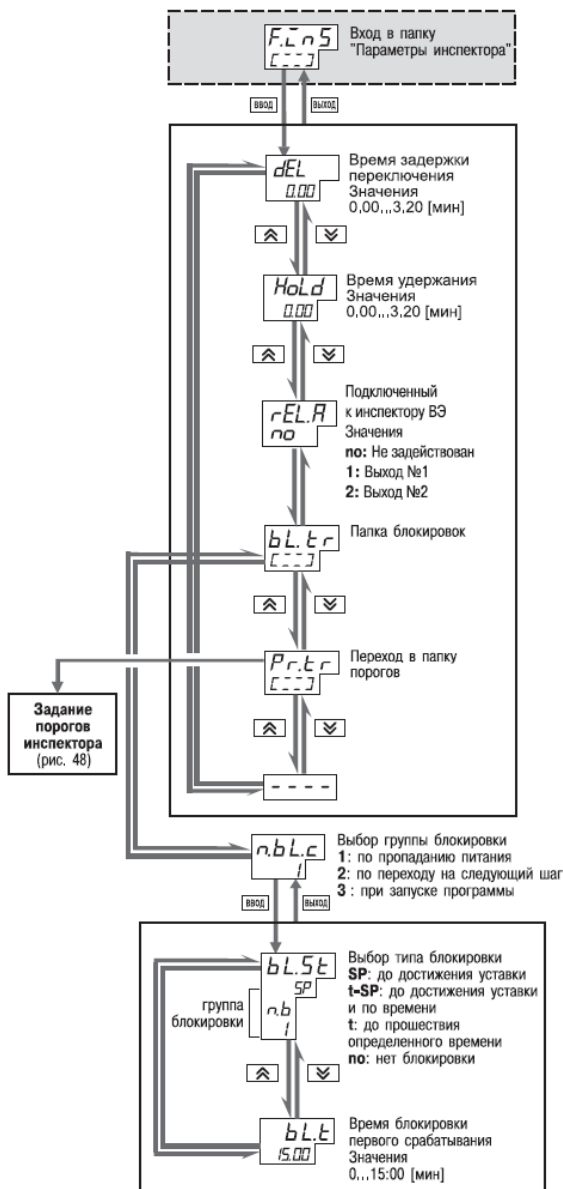 F.InS
[---]
Вход в папку
"Параметры инспектора"
ввод
выход
dEL
0.00
Время задержки
переключения
Значения
0,00,,,3,20 [мин]
HoLd
0.00
Время удержания
Значения
0,00,,,3,20 [мин]
rEL.A
no
Подключенный
к инспектору ВЭ
Значения
no: Не задействован
1: Выход №1
2: Выход №2
bL.tr
[---]
Папка блокировок
Pr.tr
[---]
Переход в папку
порогов
Задание
порогов
инспектора
(рис. 48)
----
n.bL.c
1
Выбор группы блокировки
1: по пропаданию питания
2: по переходу на следующий шаг
3 : при запуске программы
ввод
выход
bL.St
SP
n.b
1
группа
блокировки
Выбор типа блокировки
SP: до достижения уставки
t-SP: до достижения уставки
и по времени
t: до прошествия
определенного времени
no: нет блокировки
bL.t
15.00
Время блокировки
первого срабатывания
Значения
0,,,15:00 [мин]